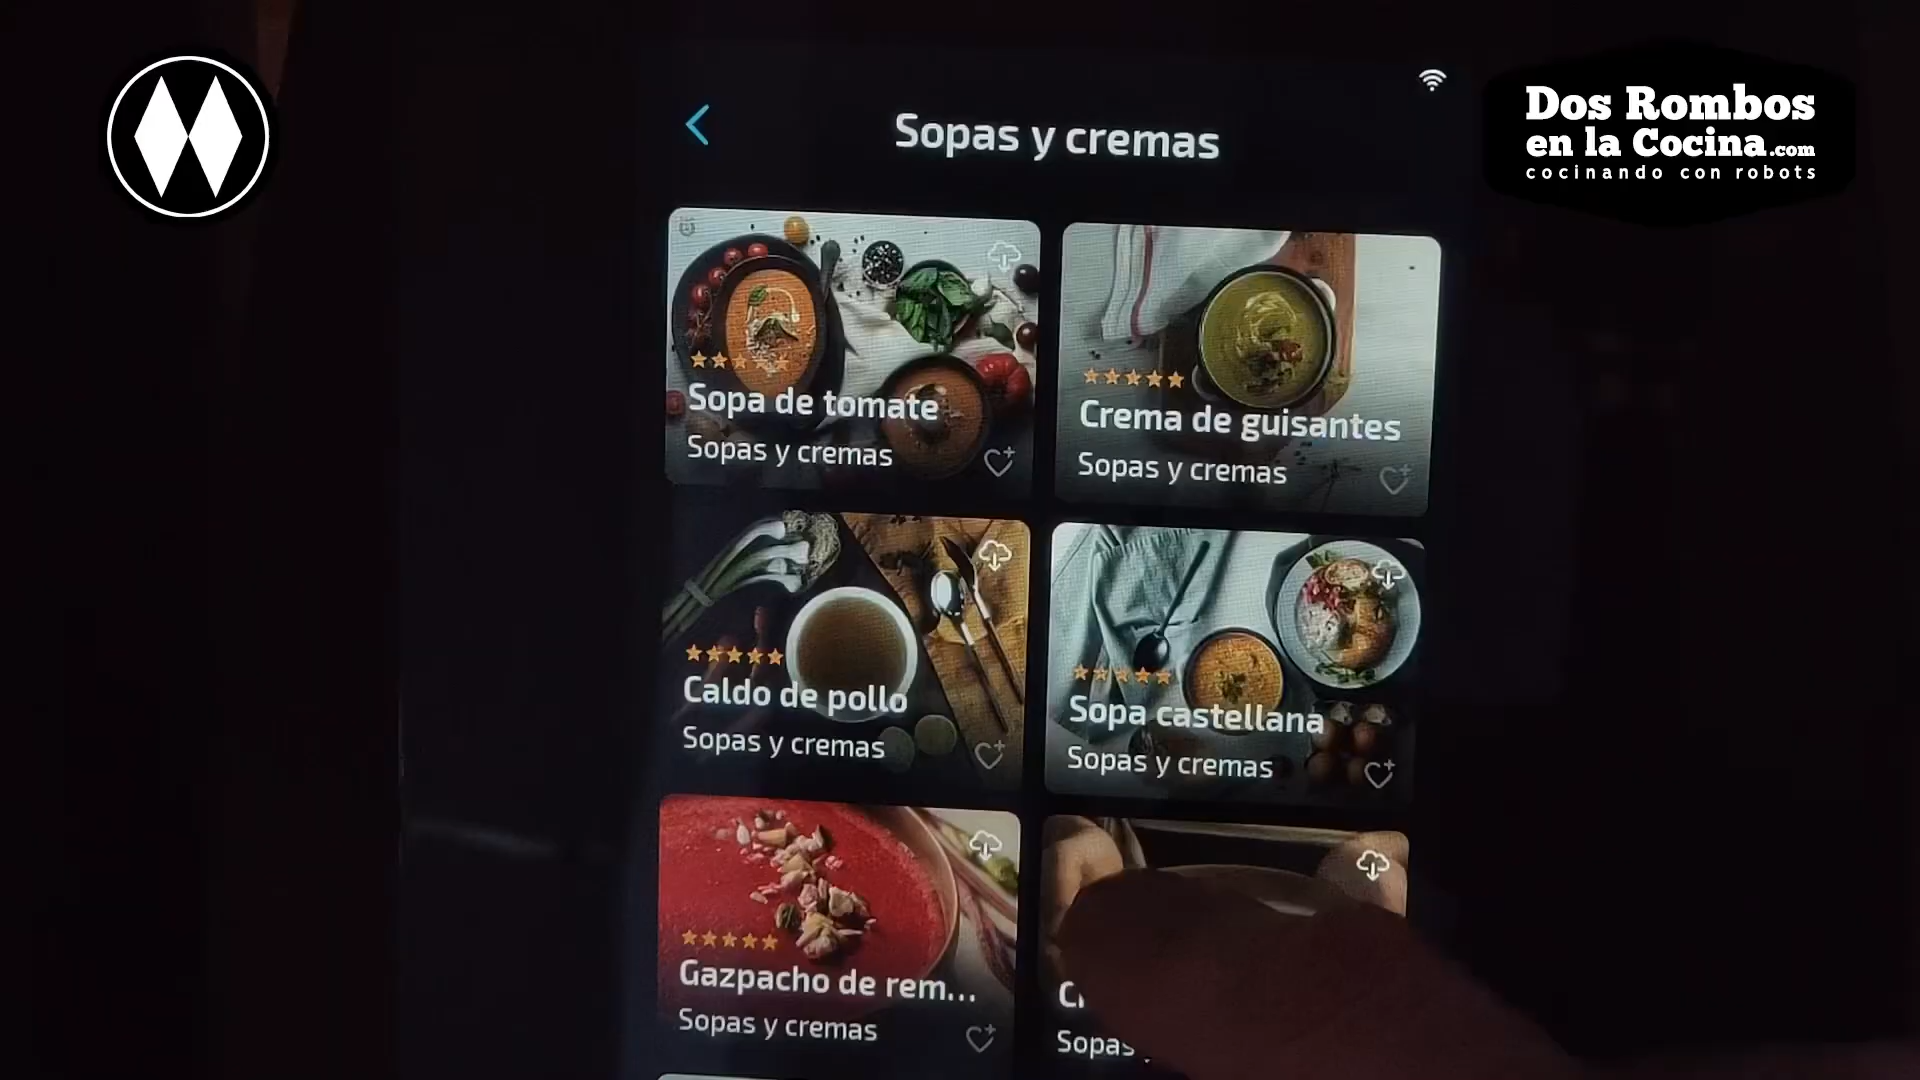 Dos Rombos
en la Cocina.com
cocinando con robots
Sopas y cremas
Sopa de tomate
Sopas y cremas
Crema de guisantes
Sopas y cremas
Caldo de pollo
Sopas y cremas
Sopa castellana
Sopas y cremas
Gazpacho de rem...
Sopas y cremas
Sopas